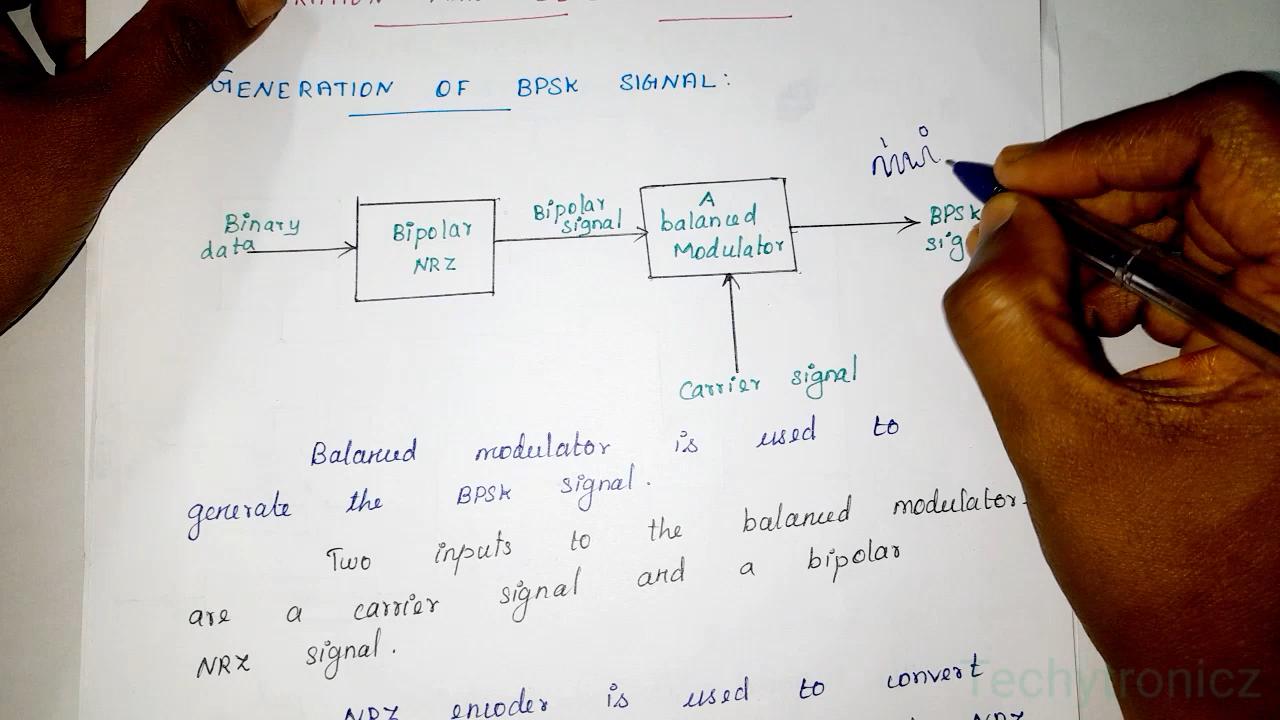 GENERATION OF BPSK SIGNAL:
Binary
data
Bipolar
NRZ
Bipolar
signal
A
balanced
Modulator
BPSK
Carrier signal
Balanced modulator is used to
generate the BPSK signal.
Two inputs to the balanced modulator
are a carrier signal and a bipolar
NRZ signal.
NRZ encoder is used to convert
NRZ
Techytronicz